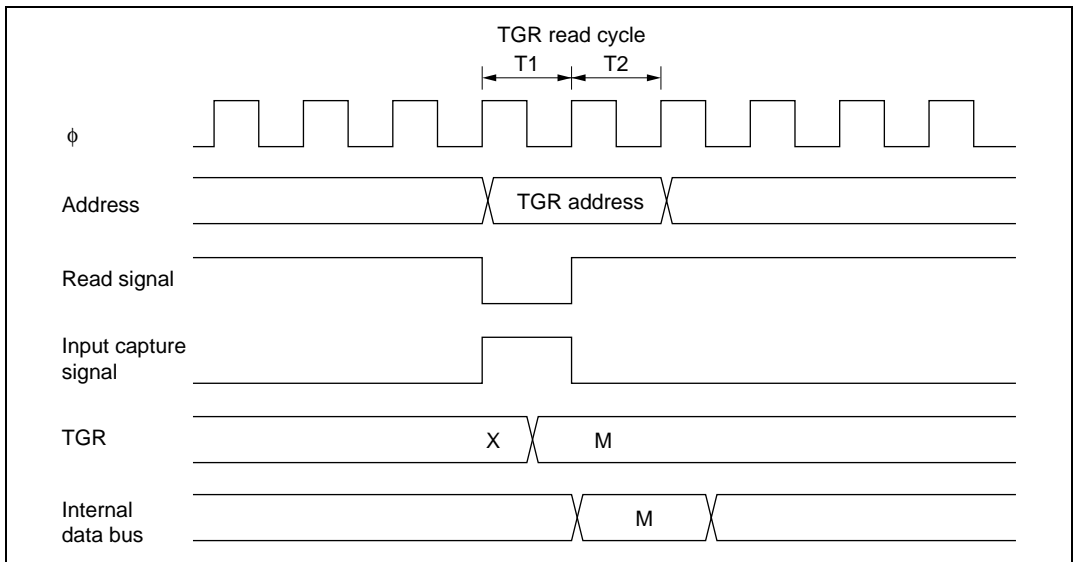 TGR read cycle
T1 T2
ϕ
Address
TGR address
Read signal
Input capture
signal
TGR
X M
Internal
data bus
M